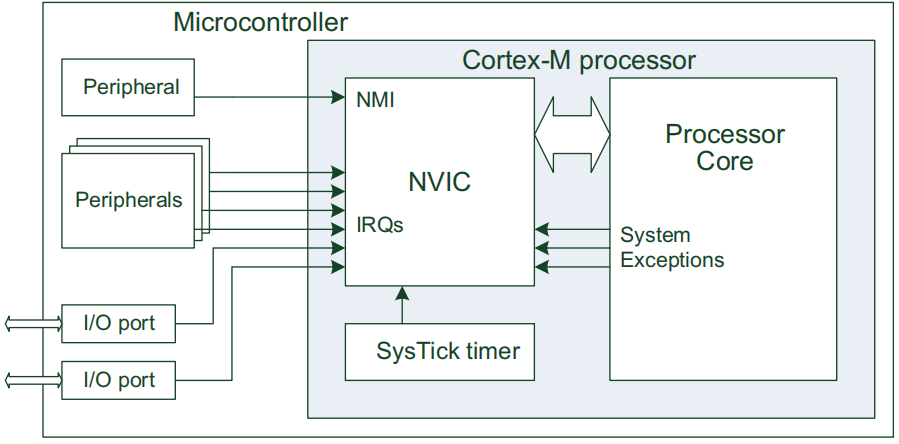 Microcontroller
Cortex-M processor
Peripheral
NMI
Processor
Core
NVIC
Peripherals
IRQs
System
Exceptions
I/O port
SysTick timer
I/O port